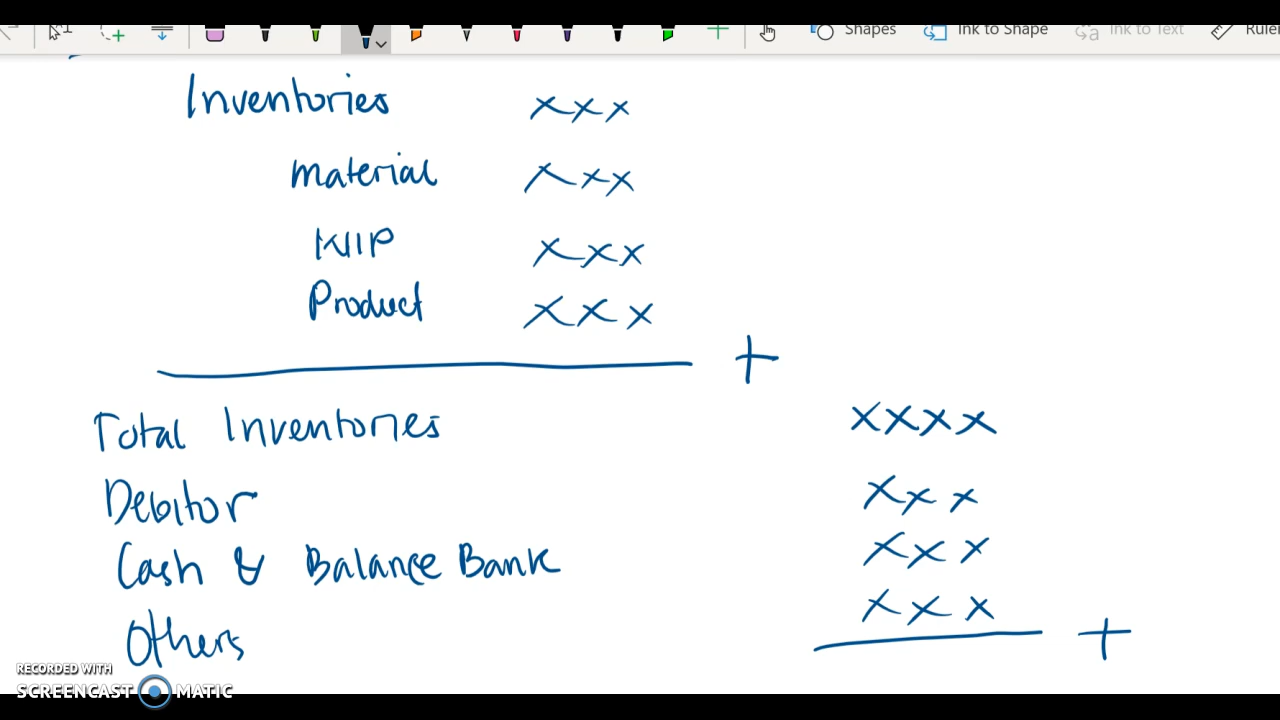 Shapes Ink to Shape Ink to Text Ruler
Inventories xxx
Material xxx
WIP xxx
Product xxx
+
Total Inventories xxxx
Debitor xxx
Cash & Balance Bank xxx
Others xxx
+
RECORDED WITH
SCREENCAST MATIC